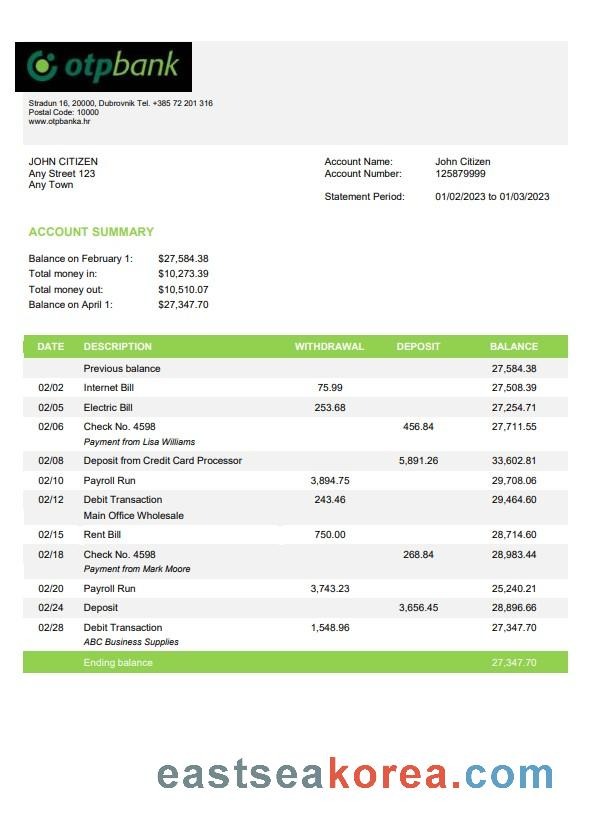 otpbank
Stradun 16, 20000, Dubrovnik Tel. +385 72 201 316
Postal Code: 10000
www.otpbanka.hr
JOHN CITIZEN
Any Street 123
Any Town
Account Name: John Citizen
Account Number: 125879999
Statement Period: 01/02/2023 to 01/03/2023
ACCOUNT SUMMARY
Balance on February 1: $27,584.38
Total money in: $10,273.39
Total money out: $10,510.07
Balance on April 1: $27,347.70
DATE DESCRIPTION WITHDRAWAL DEPOSIT BALANCE
Previous balance 27,584.38
02/02 Internet Bill 75.99 27,508.39
02/05 Electric Bill 253.68 27,254.71
02/06 Check No. 4598 456.84 27,711.55
Payment from Lisa Williams
02/08 Deposit from Credit Card Processor 5,891.26 33,602.81
02/10 Payroll Run 3,894.75 29,708.06
02/12 Debit Transaction 243.46 29,464.60
Main Office Wholesale
02/15 Rent Bill 750.00 28,714.60
02/18 Check No. 4598 268.84 28,983.44
Payment from Mark Moore
02/20 Payroll Run 3,743.23 25,240.21
02/24 Deposit 3,656.45 28,896.66
02/28 Debit Transaction 1,548.96 27,347.70
ABC Business Supplies
Ending balance 27,347.70
eastseakorea.com